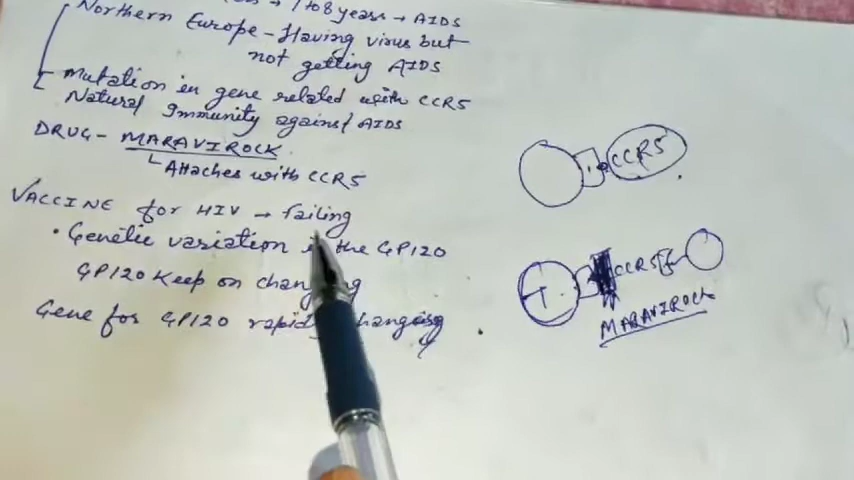 → 1408 years → AIDS
Northern Europe - Having virus but
not getting AIDS
Mutation in gene related with CCR5
Natural Immunity against AIDS
DRUG - MARAVIROCK
Attaches with CCR5
VACCINE for HIV → failing
• Genetic variation in the GP120
GP120 Keep on changing
Gene for GP120 rapidly changing
CCR5
CCR5
MARAVIROCK